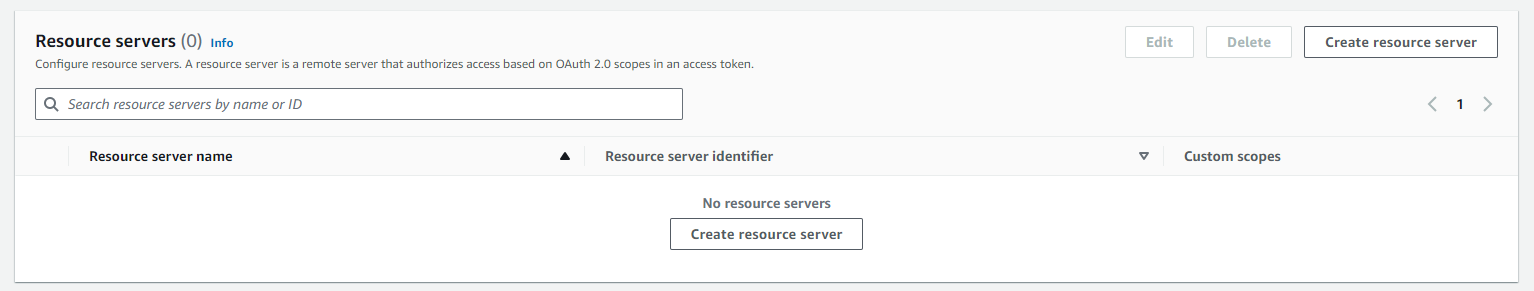 Resource servers (0) Info
Edit
Delete
Create resource server
Configure resource servers. A resource server is a remote server that authorizes access based on OAuth 2.0 scopes in an access token.
Search resource servers by name or ID
1
Resource server name
Resource server identifier
Custom scopes
No resource servers
Create resource server